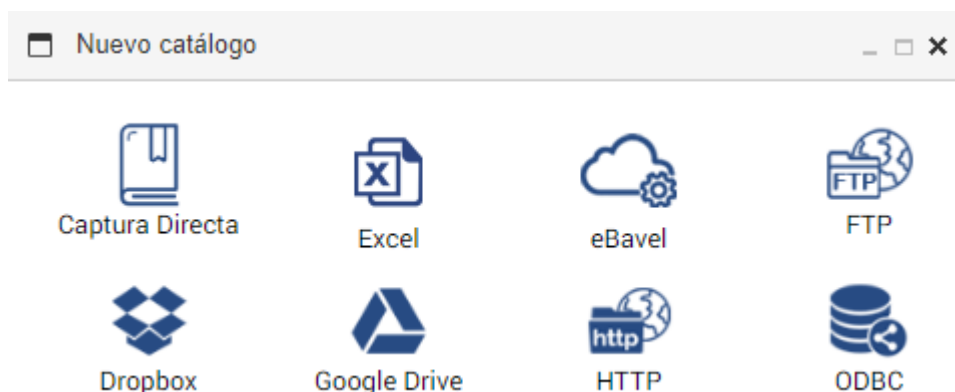 Nuevo catálogo
X
FTP
Captura Directa
Excel
eBavel
FTP
http
Dropbox
Google Drive
HTTP
ODBC